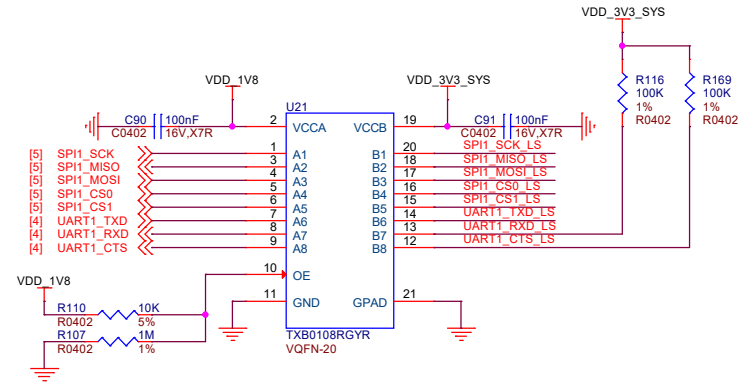 VDD_3V3_SYS
VDD_1V8
VDD_3V3_SYS
R116
100K
1%
R0402
R169
100K
1%
R0402
U21
C90
100nF
C0402
16V,X7R
2
VCCA
VCCB
19
C91
100nF
C0402
16V,X7R
[5] SPI1_SCK
1
A1
B1
20
SPI1_SCK_LS
[5] SPI1_MISO
3
A2
B2
18
SPI1_MISO_LS
[5] SPI1_MOSI
4
A3
B3
17
SPI1_MOSI_LS
[5] SPI1_CS0
5
A4
B4
16
SPI1_CS0_LS
[5] SPI1_CS1
6
A5
B5
15
SPI1_CS1_LS
[4] UART1_TXD
7
A6
B6
14
UART1_TXD_LS
[4] UART1_RXD
8
A7
B7
13
UART1_RXD_LS
[4] UART1_CTS
9
A8
B8
12
UART1_CTS_LS
10
OE
VDD_1V8
11
GND
GPAD
21
R110
10K
R0402
5%
R107
1M
R0402
1%
TXB0108RGYR
VQFN-20